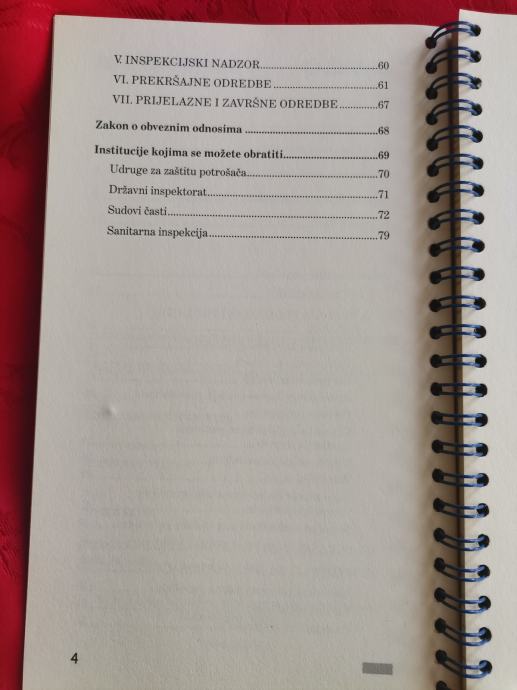 V. INSPEKCIJSKI NADZOR....................................60
VI. PREKRŠAJNE ODREDBE................................61
VII. PRIJELAZNE I ZAVRŠNE ODREDBE............67
Zakon o obveznim odnosima ........................................68
Institucije kojima se možete obratiti............................69
Udruge za zaštitu potrošača........................................70
Državni inspektorat....................................................71
Sudovi časti................................................................72
Sanitarna inspekcija...................................................79
4